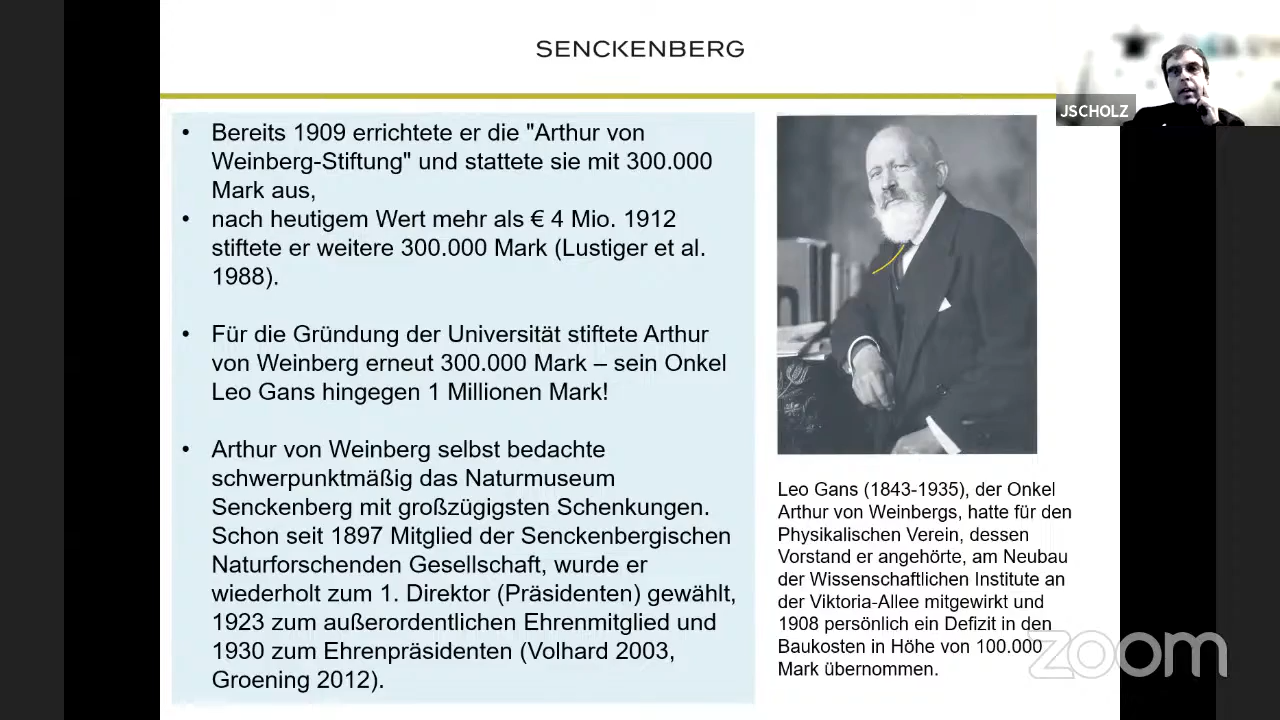 SENCKENBERG
JSCHOLZ
• Bereits 1909 errichtete er die "Arthur von
Weinberg-Stiftung" und stattete sie mit 300.000
Mark aus,
• nach heutigem Wert mehr als € 4 Mio. 1912
stiftete er weitere 300.000 Mark (Lustiger et al.
1988).
• Für die Gründung der Universität stiftete Arthur
von Weinberg erneut 300.000 Mark – sein Onkel
Leo Gans hingegen 1 Millionen Mark!
• Arthur von Weinberg selbst bedachte
schwerpunktmäßig das Naturmuseum
Senckenberg mit großzügigsten Schenkungen.
Schon seit 1897 Mitglied der Senckenbergischen
Naturforschenden Gesellschaft, wurde er
wiederholt zum 1. Direktor (Präsidenten) gewählt,
1923 zum außerordentlichen Ehrenmitglied und
1930 zum Ehrenpräsidenten (Volhard 2003,
Groening 2012).
Leo Gans (1843-1935), der Onkel
Arthur von Weinbergs, hatte für den
Physikalischen Verein, dessen
Vorstand er angehörte, am Neubau
der Wissenschaftlichen Institute an
der Viktoria-Allee mitgewirkt und
1908 persönlich ein Defizit in den
Baukosten in Höhe von 100.000
Mark übernommen.
zoom